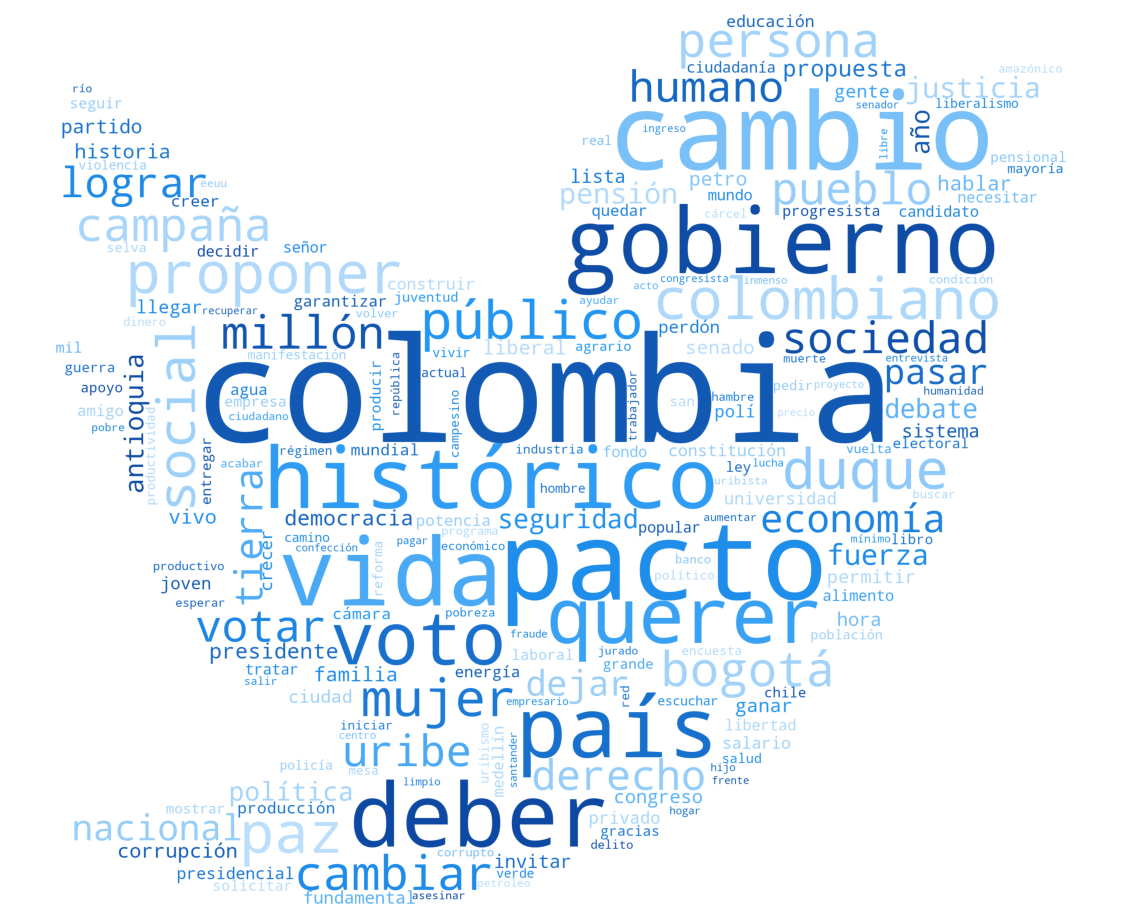 educación
persona
ciudadanía propuesta amazónico
río humano gente justicia
seguir senador liberalismo
partido cambio ingreso libre año
historia real pensional
violencia lista petro mayoría
lograr eeuu pensión mundo pueblo hablar
creer necesitar
campaña quedar cárcel progresista candidato
selva decidir señor gobierno
proponer construir acto congresista inmenso condición
llegar recuperar garantizar juventud ayudar colombiano
dinero millón volver público perdón
mil social manifestación vivir liberal agrario senado sociedad
guerra antioquia colombia muerte entrevista
apoyo agua producir república actual pedir proyecto pasar
amigo empresa san hambre humanidad
pobre productividad ciudadano campesino trabajador polí precio debate
sistema
régimen mundial industria fondo constitución vuelta electoral
entregar acabar histórico ley lucha duque
tierra hombre uribista buscar
vivo democracia potencia seguridad universidad
camino programa popular aumentar economía
confección pagar económico pacto mínimo libro
productivo crecer vida reforma banco fuerza
joven político permitir
esperar querer alimento
votar cámara voto pobreza hora
presidente fraude jurado encuesta población
tratar familia laboral grande bogotá
salir energía dejar
ciudad mujer empresario red escuchar chile
iniciar país ganar
centro uribe libertad
policía mesa uribismo medellín santander salario
limpio derecho salud hijo
política deber congreso hogar frente
mostrar producción privado
nacional paz gracias
corrupción corrupto invitar delito
presidencial cambiar verde
solicitar petróleo
fundamental asesinar